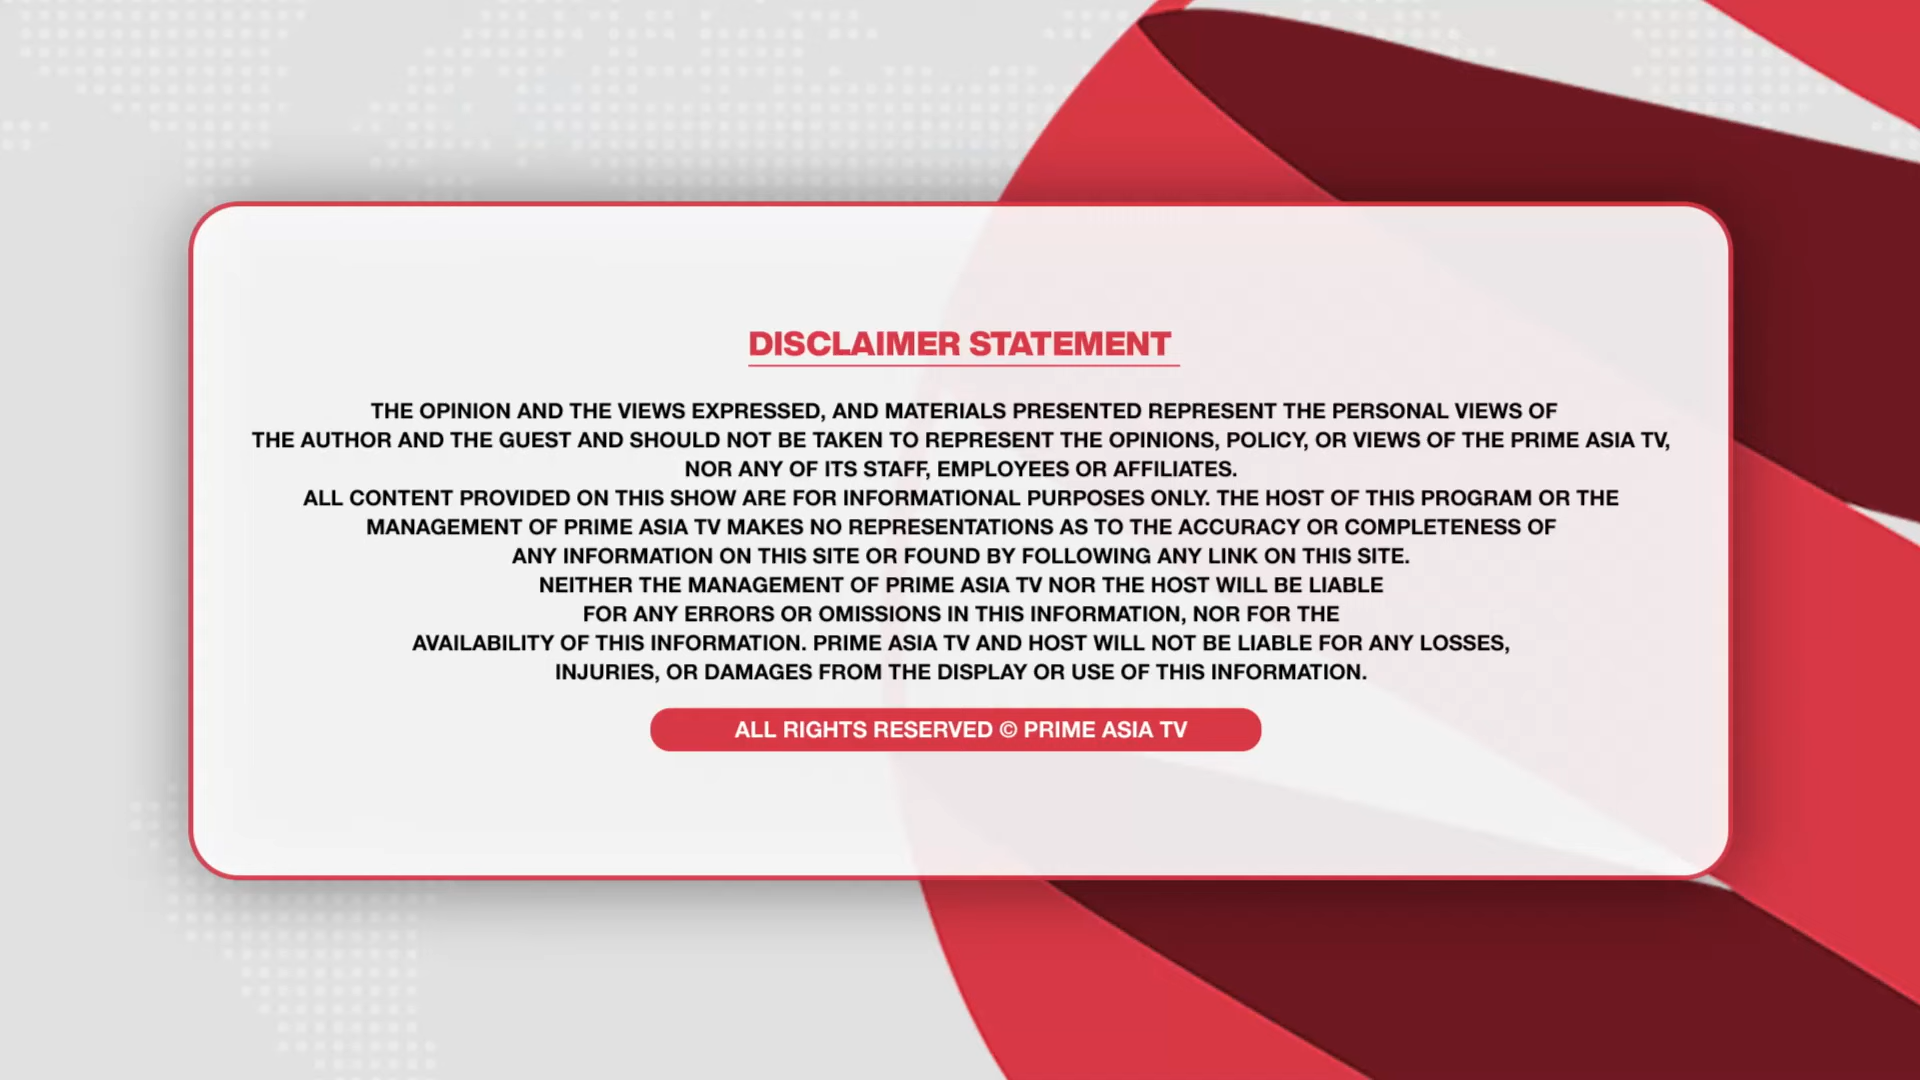 DISCLAIMER STATEMENT
THE OPINION AND THE VIEWS EXPRESSED, AND MATERIALS PRESENTED REPRESENT THE PERSONAL VIEWS OF
THE AUTHOR AND THE GUEST AND SHOULD NOT BE TAKEN TO REPRESENT THE OPINIONS, POLICY, OR VIEWS OF THE PRIME ASIA TV,
NOR ANY OF ITS STAFF, EMPLOYEES OR AFFILIATES.
ALL CONTENT PROVIDED ON THIS SHOW ARE FOR INFORMATIONAL PURPOSES ONLY. THE HOST OF THIS PROGRAM OR THE
MANAGEMENT OF PRIME ASIA TV MAKES NO REPRESENTATIONS AS TO THE ACCURACY OR COMPLETENESS OF
ANY INFORMATION ON THIS SITE OR FOUND BY FOLLOWING ANY LINK ON THIS SITE.
NEITHER THE MANAGEMENT OF PRIME ASIA TV NOR THE HOST WILL BE LIABLE
FOR ANY ERRORS OR OMISSIONS IN THIS INFORMATION, NOR FOR THE
AVAILABILITY OF THIS INFORMATION. PRIME ASIA TV AND HOST WILL NOT BE LIABLE FOR ANY LOSSES,
INJURIES, OR DAMAGES FROM THE DISPLAY OR USE OF THIS INFORMATION.
ALL RIGHTS RESERVED © PRIME ASIA TV